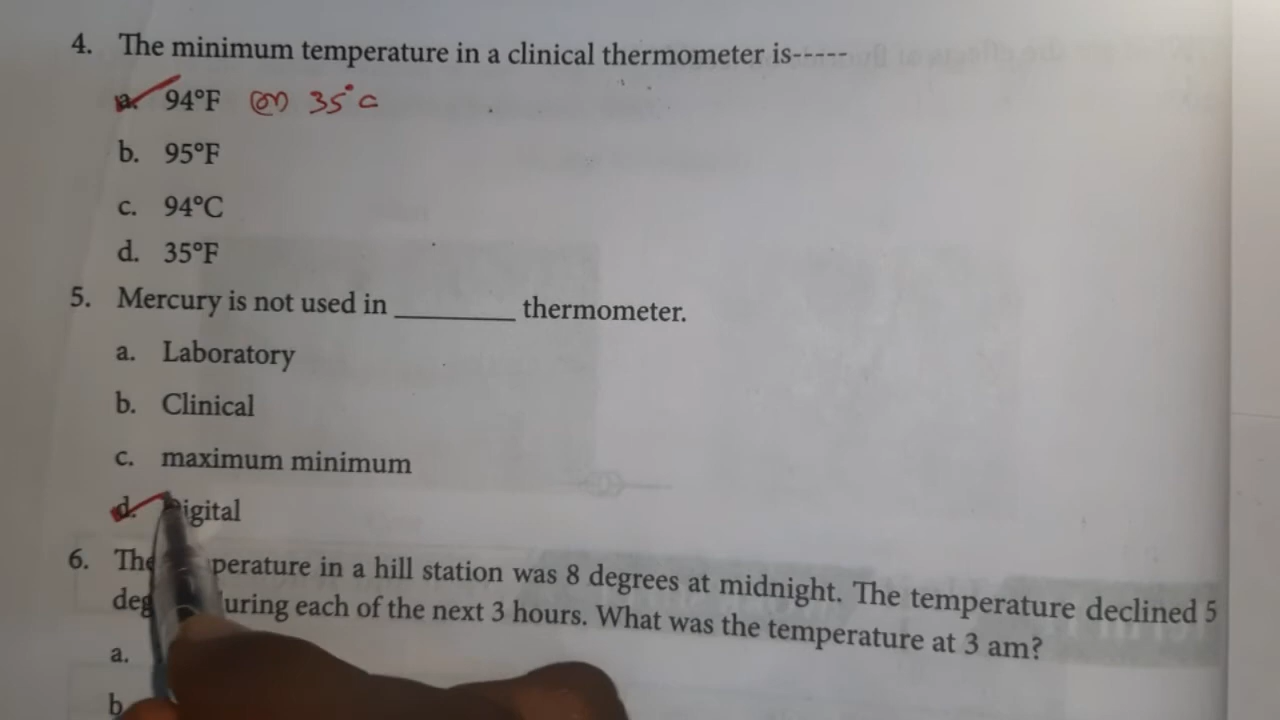 4. The minimum temperature in a clinical thermometer is-----
a. 94°F 35°C
b. 95°F
c. 94°C
d. 35°F
5. Mercury is not used in ________ thermometer.
a. Laboratory
b. Clinical
c. maximum minimum
d. igital
6. The perature in a hill station was 8 degrees at midnight. The temperature declined 5
deg uring each of the next 3 hours. What was the temperature at 3 am?
a.
b